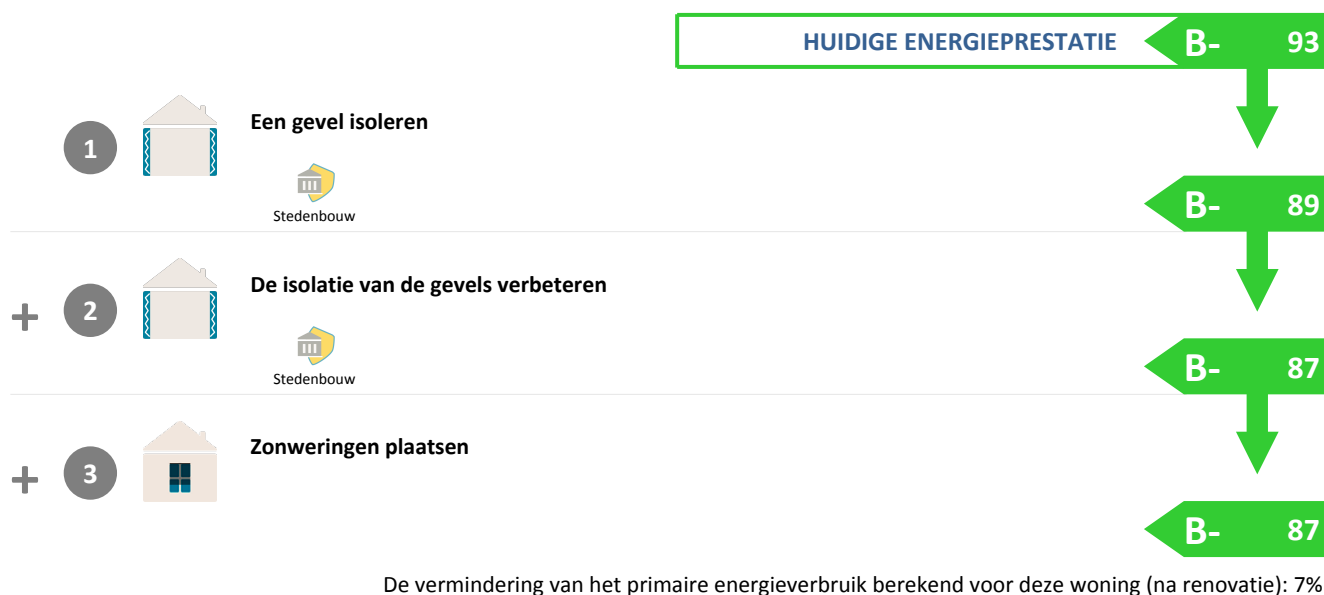 HUIDIGE ENERGIEPRESTATIE B- 93
1 Een gevel isoleren
Stedenbouw
B- 89
+ 2 De isolatie van de gevels verbeteren
Stedenbouw
B- 87
+ 3 Zonweringen plaatsen
B- 87
De vermindering van het primaire energieverbruik berekend voor deze woning (na renovatie): 7%